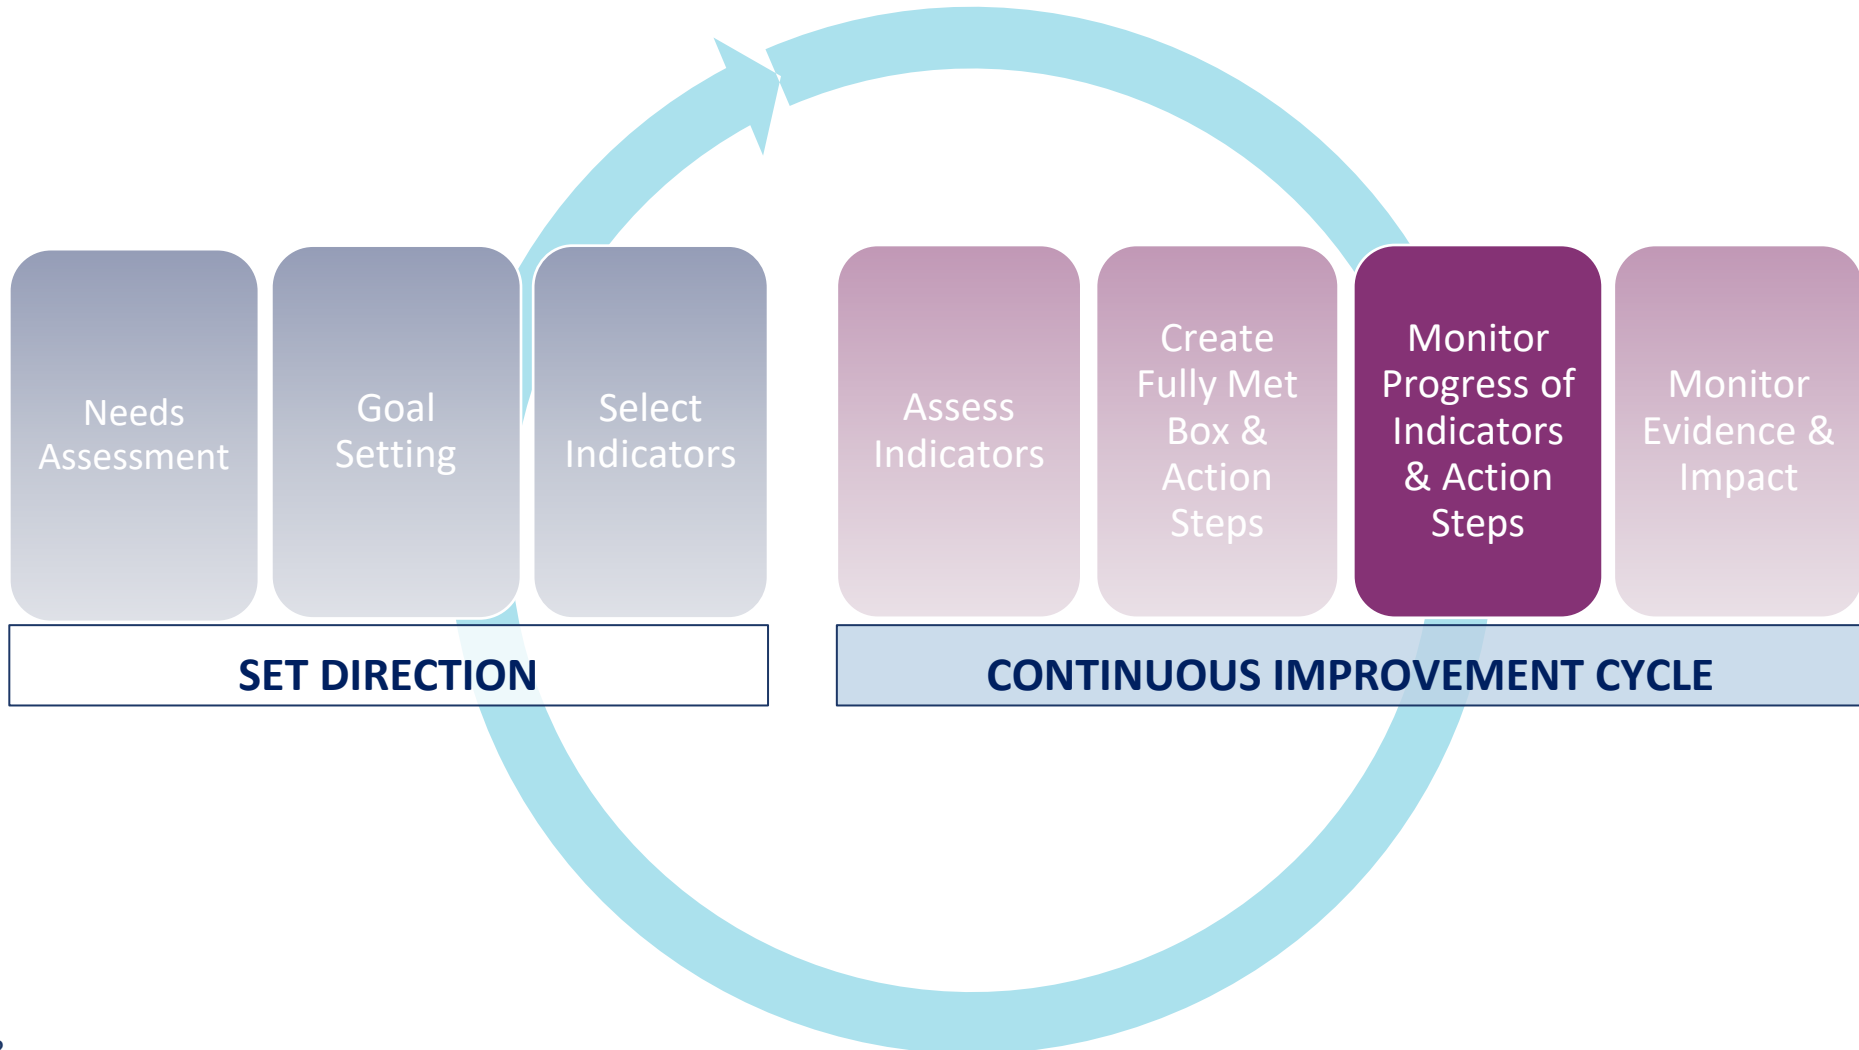 Needs
Assessment
Goal
Setting
Select
Indicators
Assess
Indicators
Create
Fully Met
Box &
Action
Steps
Monitor
Progress of
Indicators
& Action
Steps
Monitor
Evidence &
Impact
SET DIRECTION
CONTINUOUS IMPROVEMENT CYCLE